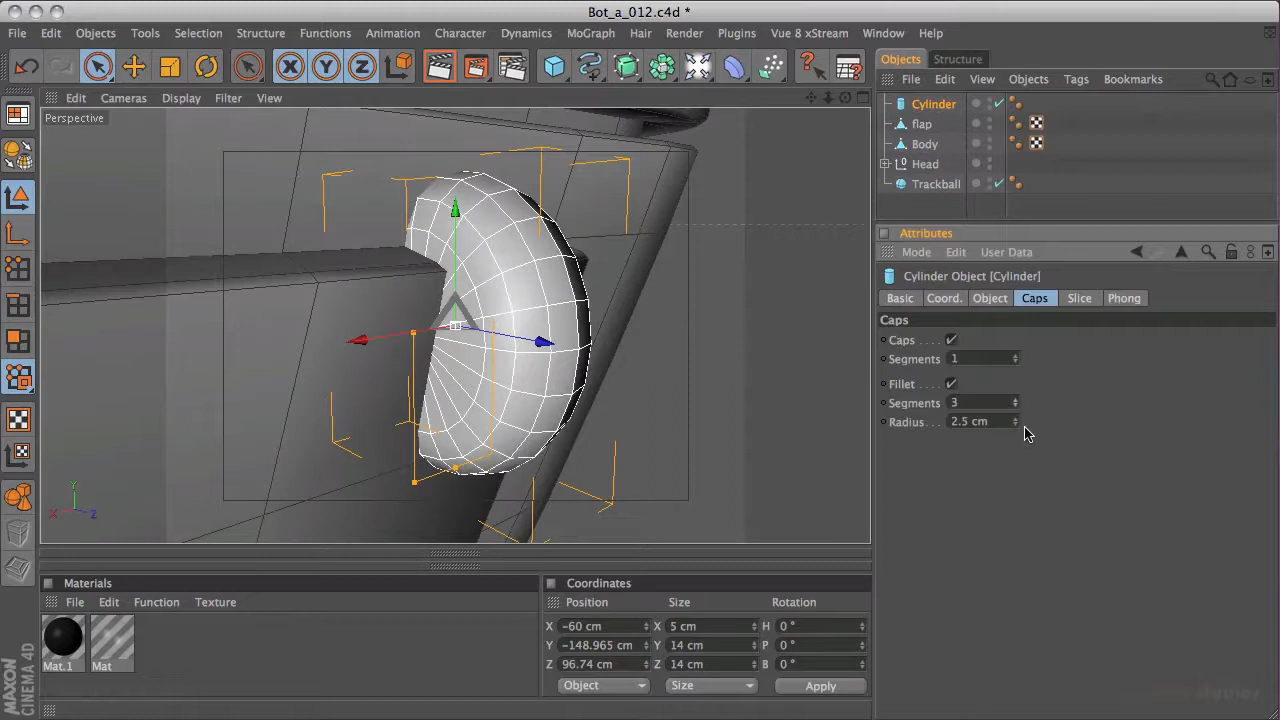 Bot_a_012.c4d *
File Edit Objects Tools Selection Structure Functions Animation Character Dynamics MoGraph Hair Render Plugins Vue 8 xStream Window Help
X Y Z
Objects Structure
File Edit View Objects Tags Bookmarks
Edit Cameras Display Filter View
Perspective
Cylinder
flap
Body
Head
Trackball
Attributes
Mode Edit User Data
Cylinder Object [Cylinder]
Basic Coord. Object Caps Slice Phong
Caps
Caps . . . .
Segments 1
Fillet . . . .
Segments 3
Radius. . . 2.5 cm
Y
X Z
Materials
File Edit Function Texture
Mat.1 Mat
Coordinates
Position Size Rotation
X -60 cm X 5 cm H 0 °
Y -148.965 cm Y 14 cm P 0 °
Z 96.74 cm Z 14 cm B 0 °
Object Size Apply
MAXON
CINEMA 4D